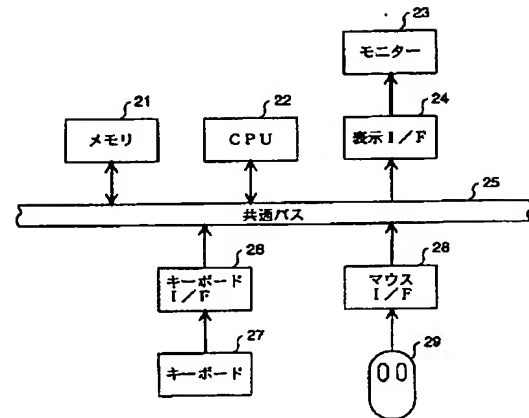 23
モニター
21
22
24
メモリ
CPU
表示I/F
25
共通バス
28
28
キーボード
I/F
マウス
I/F
27
29
キーボード